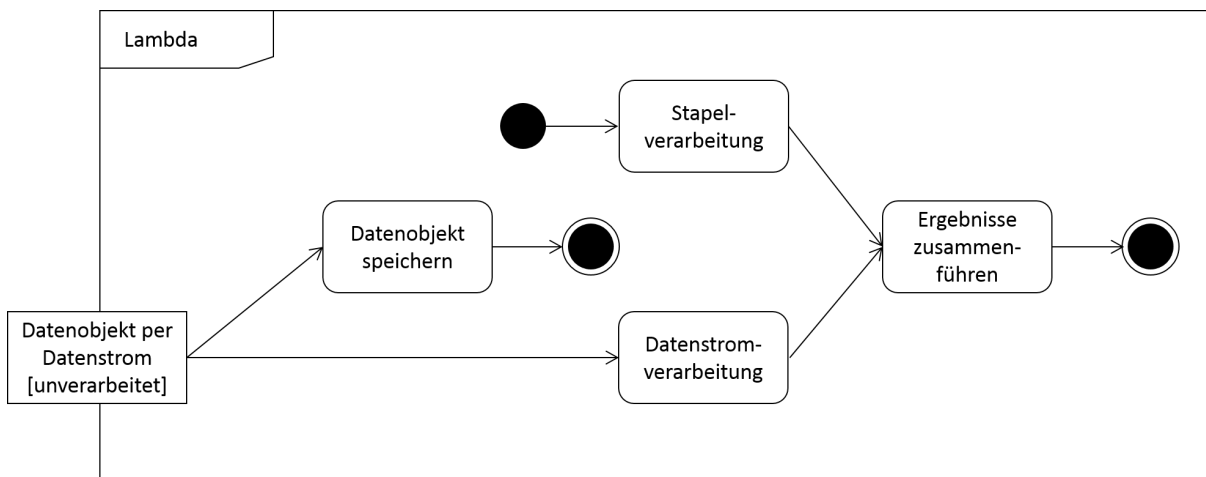 Lambda
Stapel-
verarbeitung
Datenobjekt
speichern
Ergebnisse
zusammen-
führen
Datenobjekt per
Datenstrom
[unverarbeitet]
Datenstrom-
verarbeitung